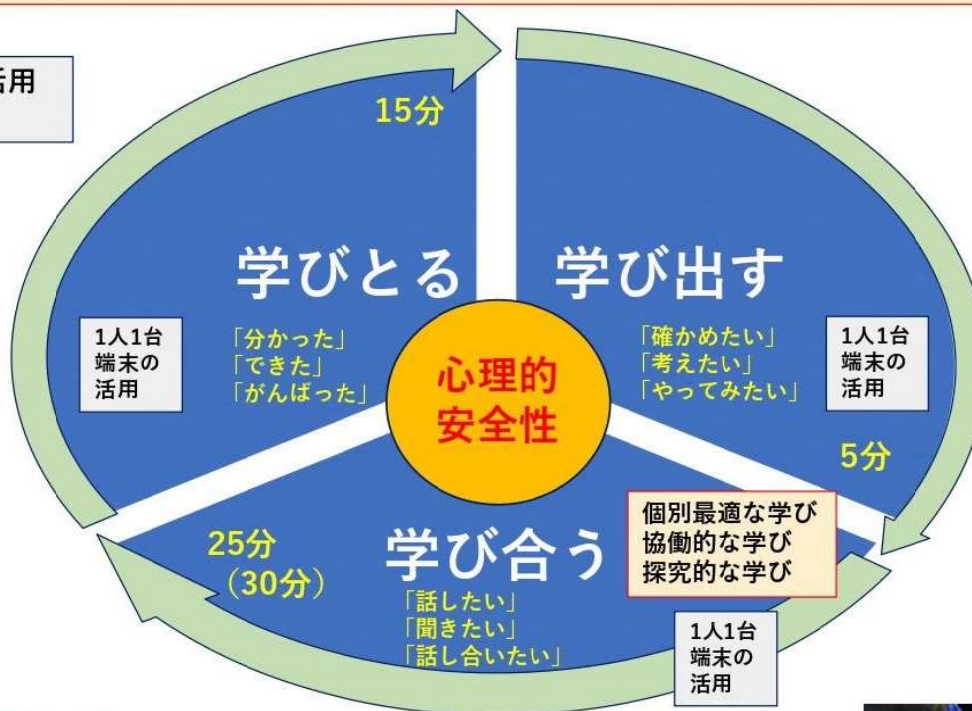 活用
15分
学びとる
「分かった」
「できた」
「がんばった」
1人1台
端末の
活用
学び出す
「確かめたい」
「考えたい」
「やってみたい」
1人1台
端末の
活用
5分
心理的
安全性
25分
（30分）
学び合う
「話したい」
「聞きたい」
「話し合いたい」
個別最適な学び
協働的な学び
探究的な学び
1人1台
端末の
活用